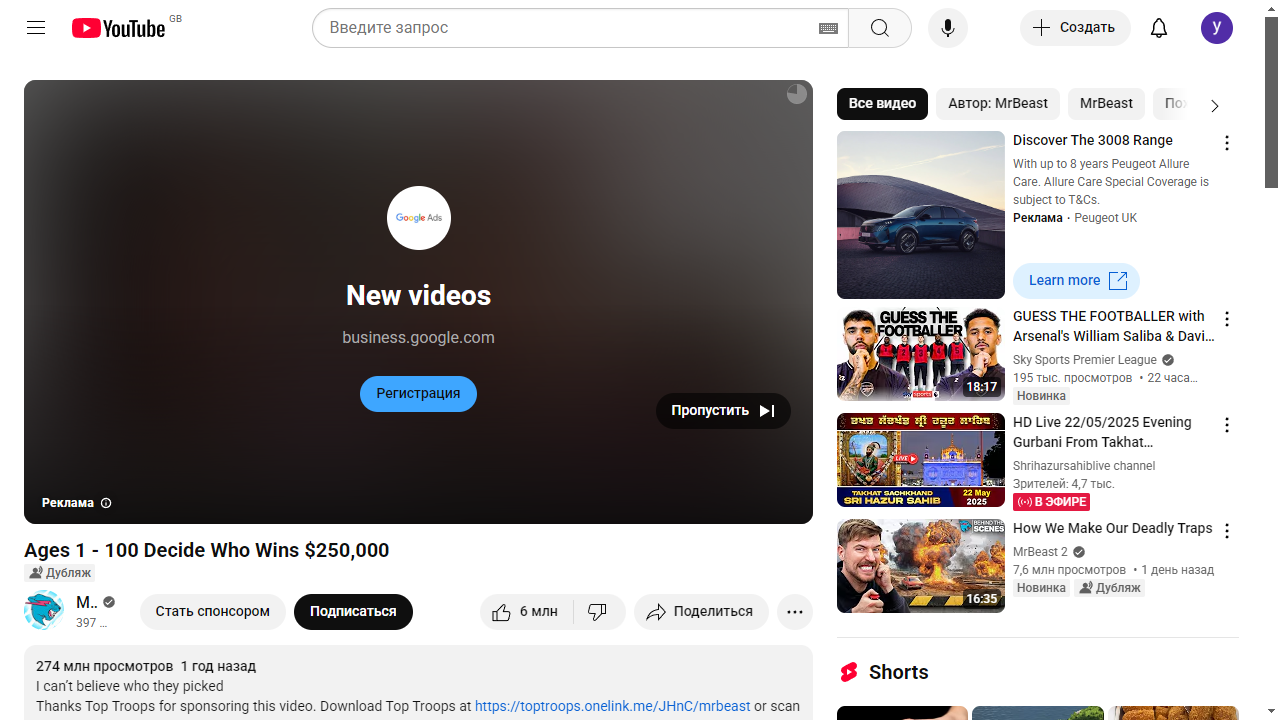 YouTube GB
Введите запрос
Создать
У
Google Ads
New videos
business.google.com
Регистрация
Пропустить
Реклама
Ages 1 - 100 Decide Who Wins $250,000
Дубляж
M…
397 …
Стать спонсором
Подписаться
6 млн
Поделиться
274 млн просмотров 1 год назад
I can’t believe who they picked
Thanks Top Troops for sponsoring this video. Download Top Troops at https://toptroops.onelink.me/JHnC/mrbeast or scan
Все видео
Автор: MrBeast
MrBeast
Пох
Discover The 3008 Range
With up to 8 years Peugeot Allure
Care. Allure Care Special Coverage is
subject to T&Cs.
Реклама · Peugeot UK
Learn more
GUESS THE
FOOTBALLER
sky sports
18:17
GUESS THE FOOTBALLER with
Arsenal's William Saliba & Davi…
Sky Sports Premier League
195 тыс. просмотров • 22 часа…
Новинка
ਤਖਤ ਸੱਚਖੰਡ ਸ੍ਰੀ ਹਜ਼ੂਰ ਸਾਹਿਬ
LIVE
TAKHAT SACHKHAND
SRI HAZUR SAHIB
22 May
2025
HD Live 22/05/2025 Evening
Gurbani From Takhat…
Shrihazursahiblive channel
Зрителей: 4,7 тыс.
В ЭФИРЕ
BEHIND THE
SCENES
16:35
How We Make Our Deadly Traps
MrBeast 2
7,6 млн просмотров • 1 день назад
Новинка
Дубляж
Shorts